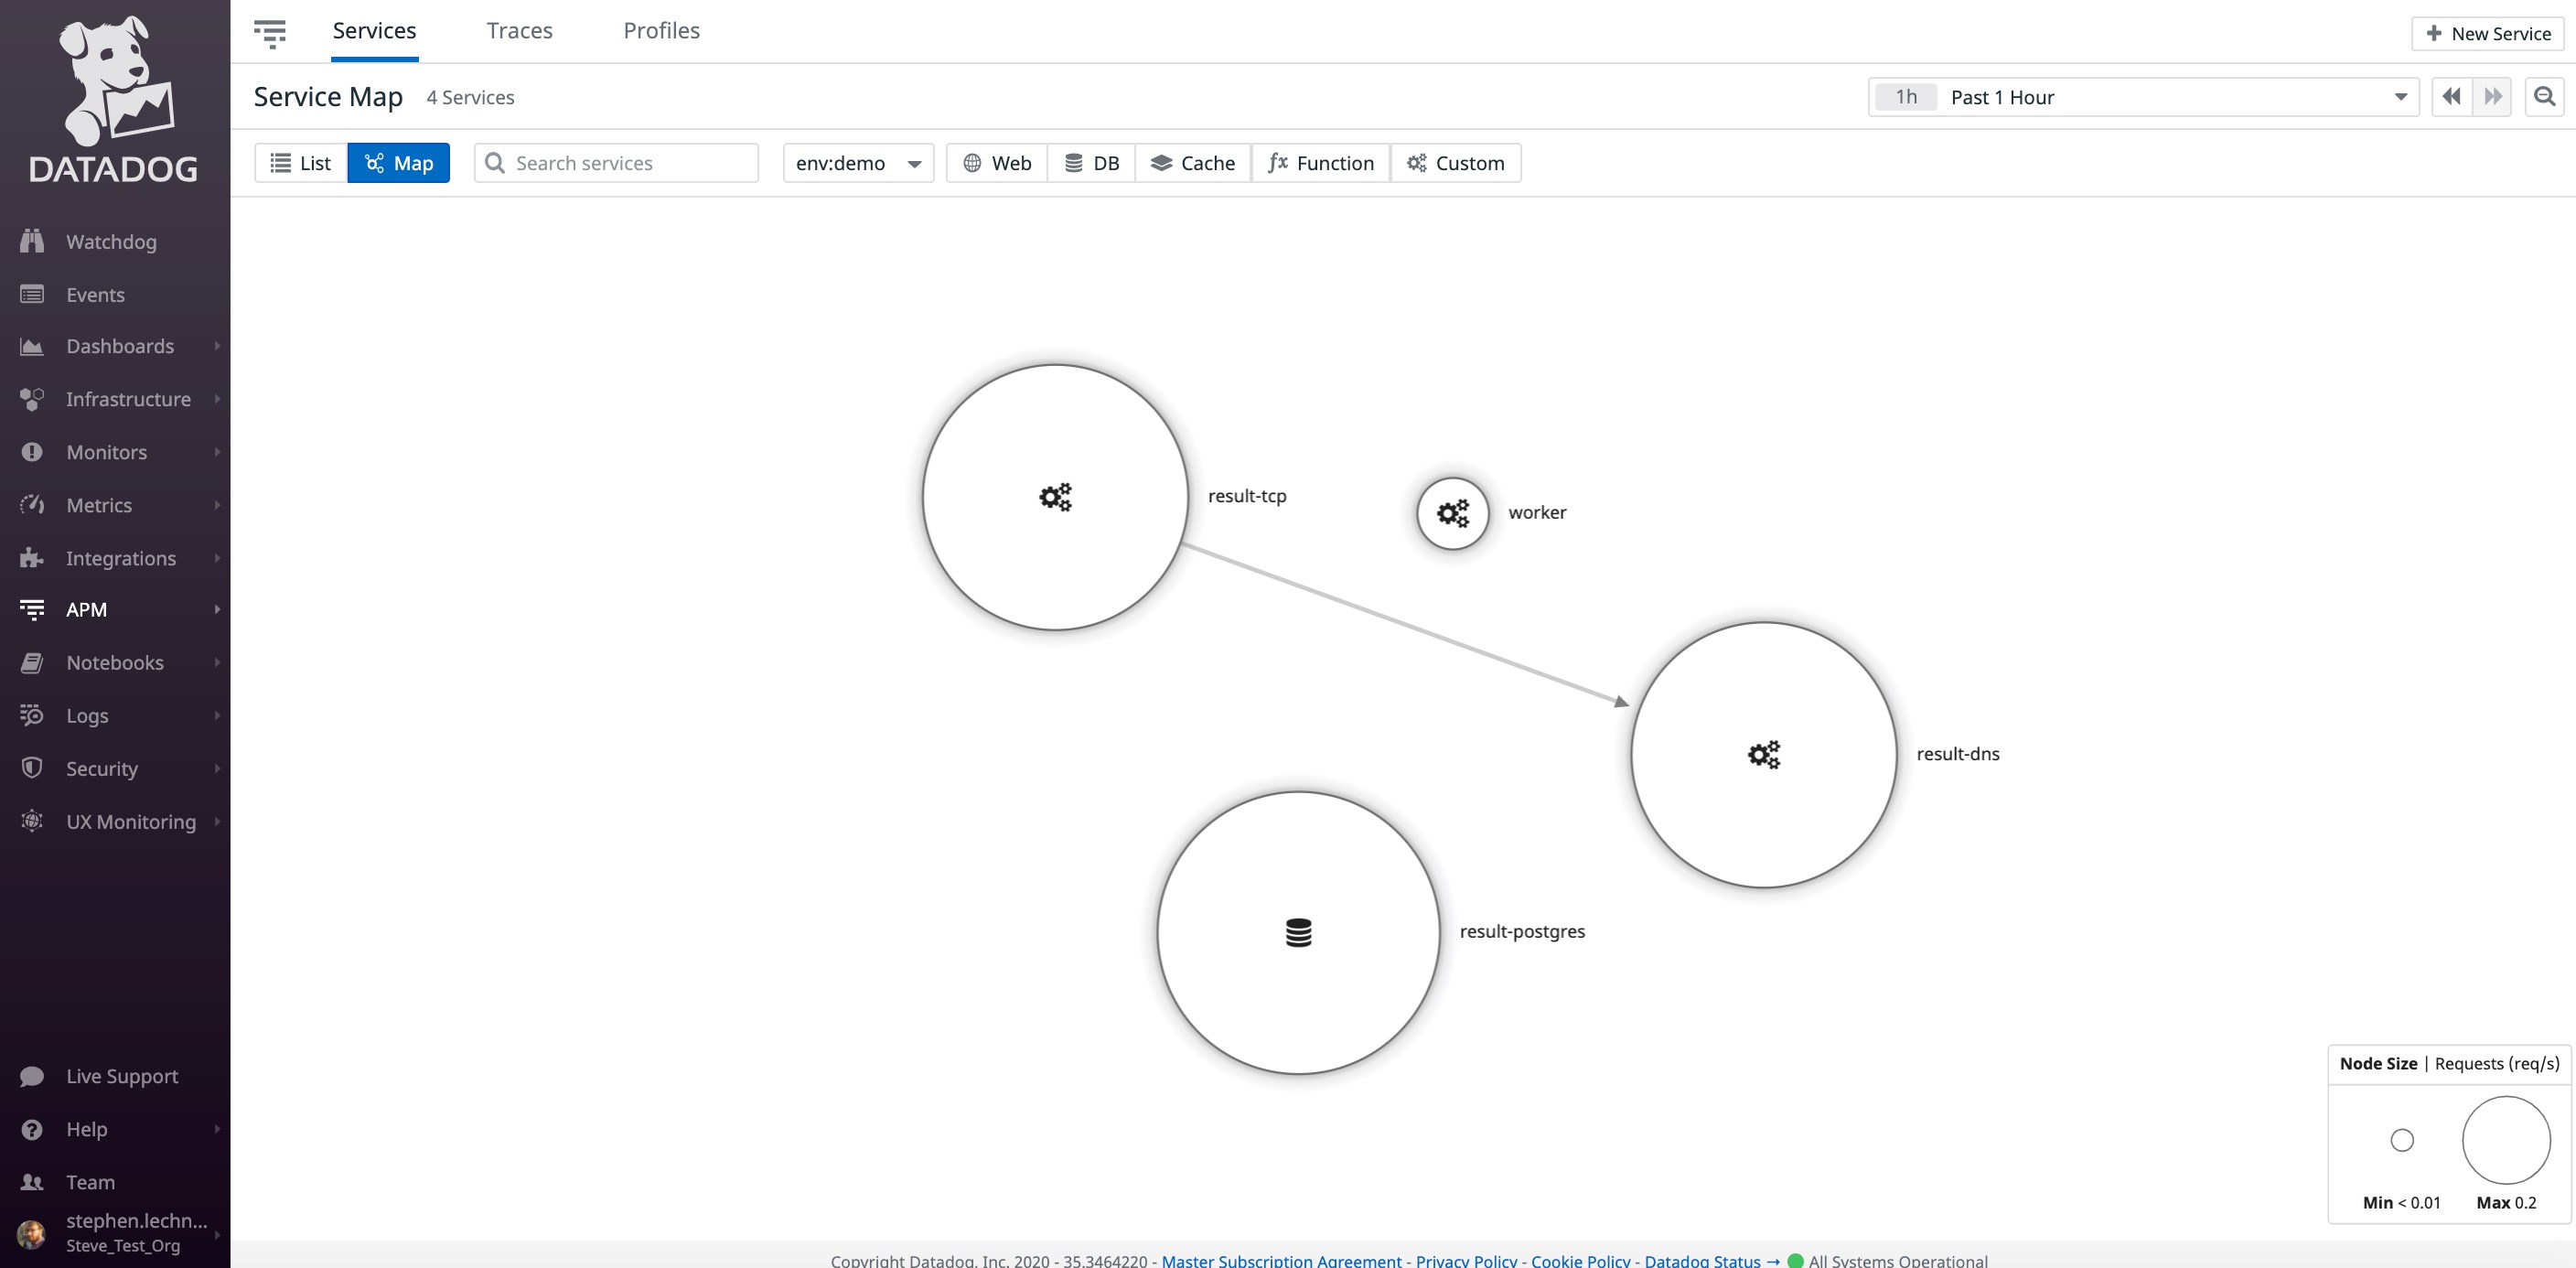 DATADOG
Watchdog
Events
Dashboards
Infrastructure
Monitors
Metrics
Integrations
APM
Notebooks
Logs
Security
UX Monitoring
Live Support
Help
Team
stephen.lechn...
Steve_Test_Org
Services Traces Profiles
New Service
Service Map 4 Services
1h Past 1 Hour
List Map Search services env:demo Web DB Cache Function Custom
result-tcp
worker
result-dns
result-postgres
Node Size | Requests (req/s)
Min < 0.01 Max 0.2
Copyright Datadog, Inc. 2020 - 35.3464220 - Master Subscription Agreement - Privacy Policy - Cookie Policy - Datadog Status → All Systems Operational